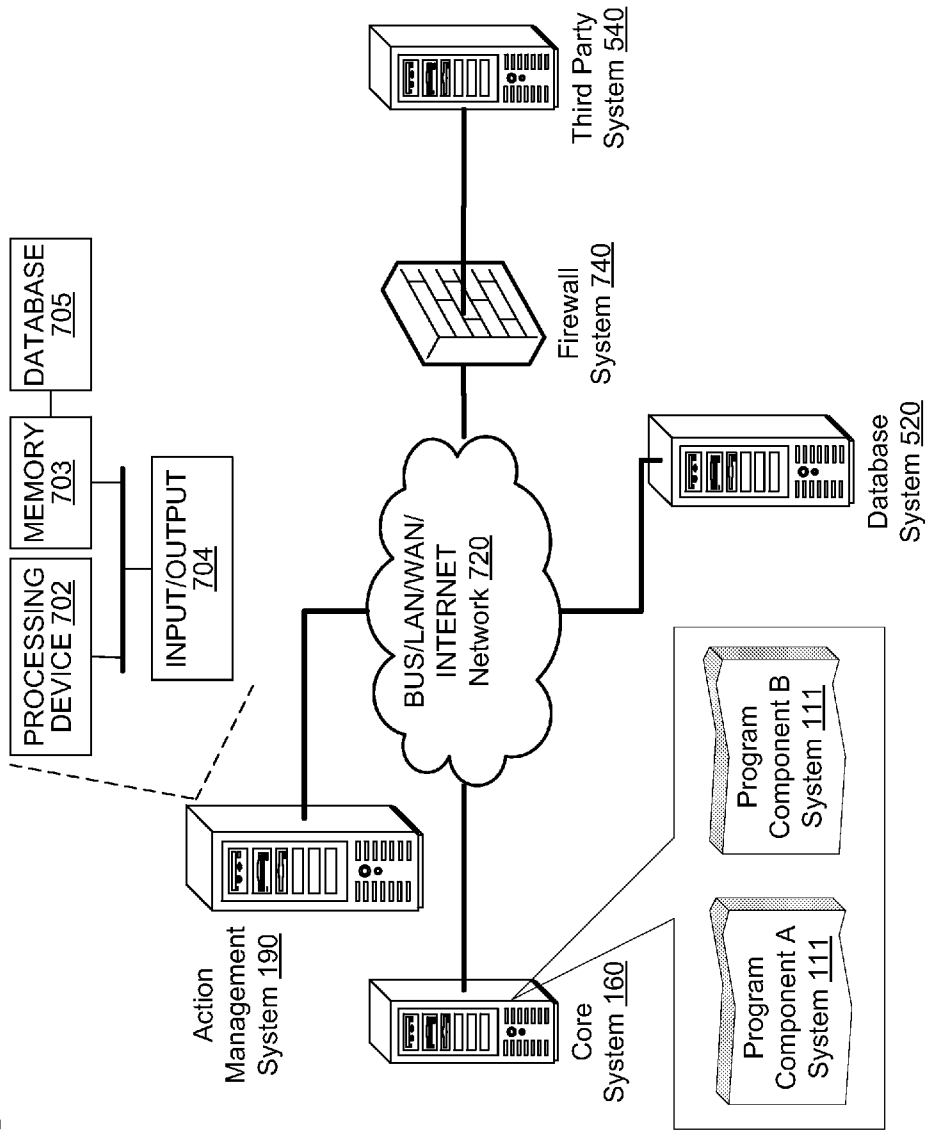 PROCESSING
DEVICE 702
MEMORY
703
DATABASE
705
INPUT/OUTPUT
704
Action
Management
System 190
BUS/LAN/WAN/
INTERNET
Network 720
Firewall
System 740
Third Party
System 540
Core
System 160
Database
System 520
Program
Component A
System 111
Program
Component B
System 111